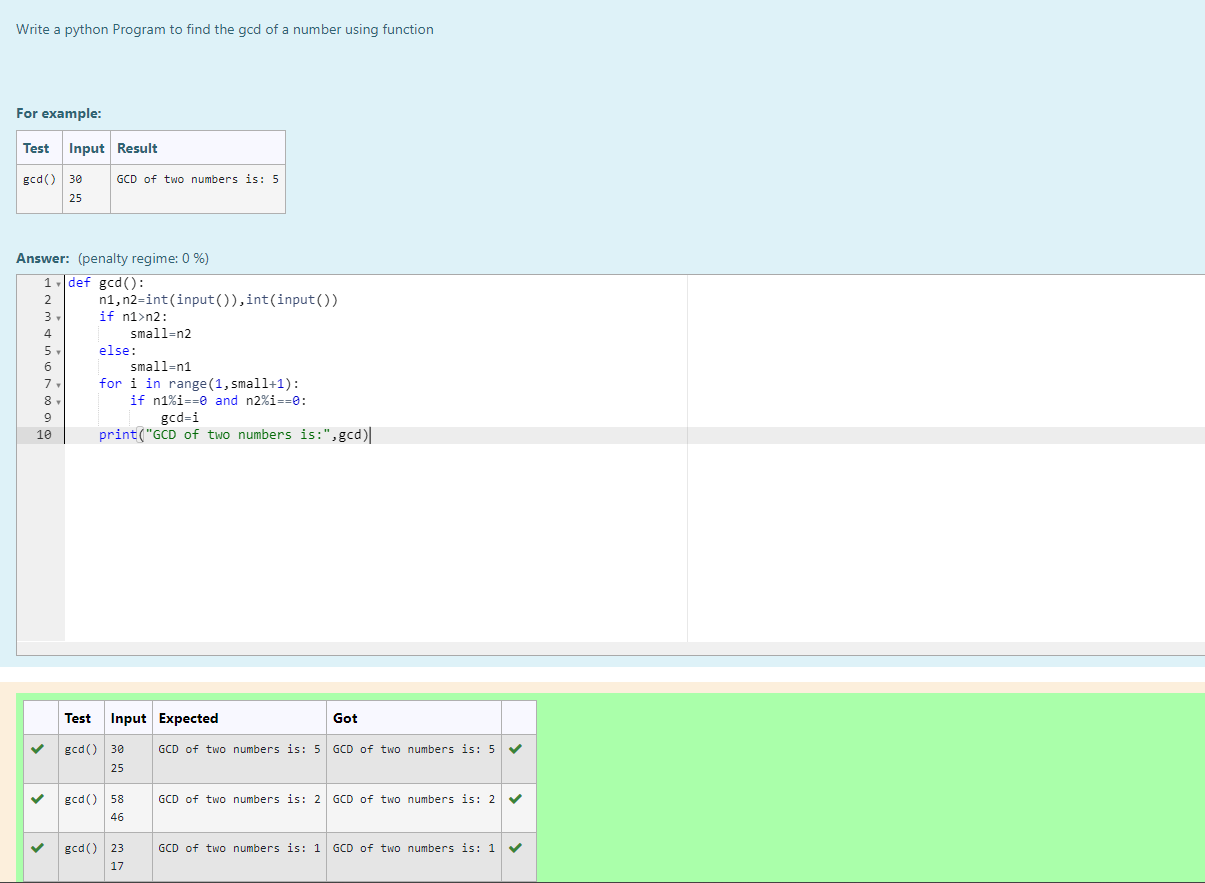 Write a python Program to find the gcd of a number using function
For example:
Test Input Result
gcd() 30 GCD of two numbers is: 5
25
Answer: (penalty regime: 0 %)
1 def gcd():
2 n1,n2=int(input()),int(input())
3 if n1>n2:
4 small=n2
5 else:
6 small=n1
7 for i in range(1,small+1):
8 if n1%i==0 and n2%i==0:
9 gcd=i
10 print("GCD of two numbers is:",gcd)
Test Input Expected Got
gcd() 30 GCD of two numbers is: 5 GCD of two numbers is: 5
25
gcd() 58 GCD of two numbers is: 2 GCD of two numbers is: 2
46
gcd() 23 GCD of two numbers is: 1 GCD of two numbers is: 1
17